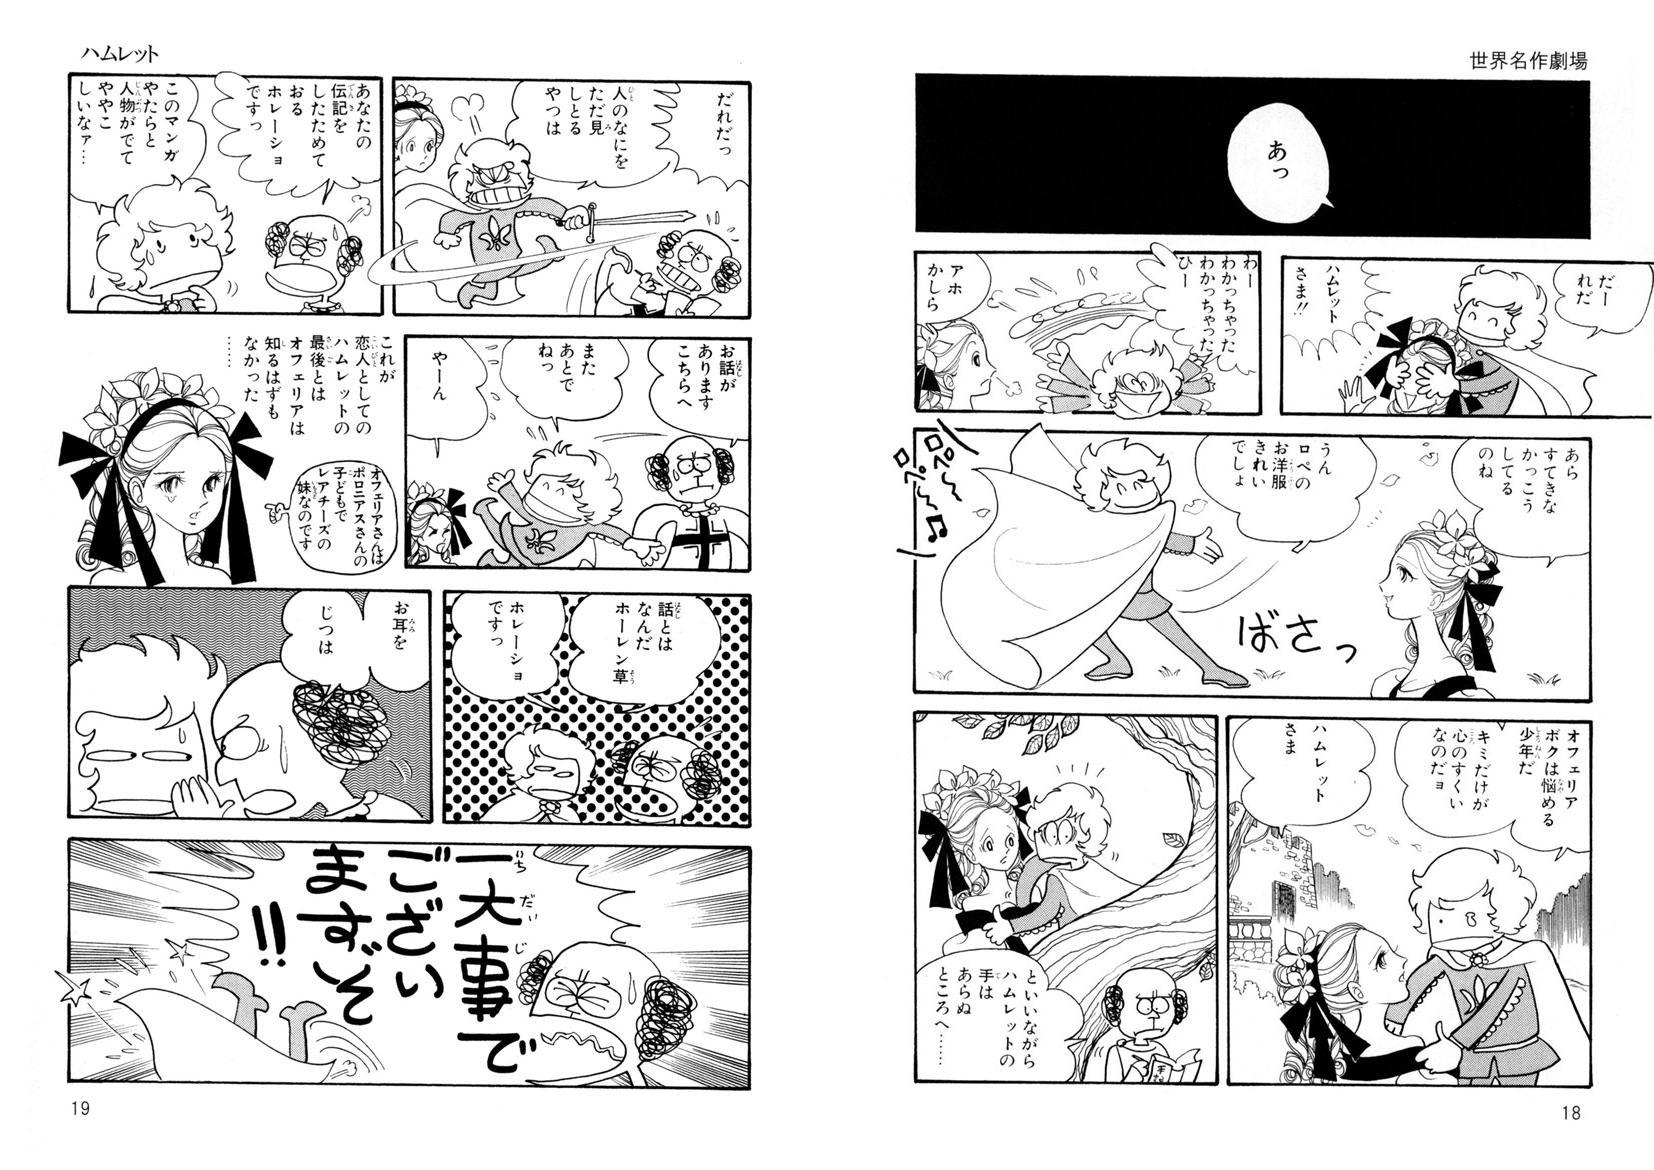 世界名作劇場
あっ
だー
れだ
ハムレット
さま!!
わー
わかっちゃった
わかっちゃった
ひー
アホ
かしら
あら
すてきな
かっこう
してる
のね
うん
ロペの
お洋服
きれい
でしょ
ペロペロ〜〜♫
ばさっ
オフェリア
ボクは悩める
少年だ
キミだけが
心のすくい
なのだョ
ハムレット
さま
といいながら
ハムレットの
手は
あらぬ
ところへ……
18
ハムレット
だれだっ
人のなにを
ただ見
しとる
やつは
あなたの
伝記を
したためて
おる
ホレーショ
ですっ
このマンガ
やたらと
人物がでて
ややこ
しいなァ…
お話が
あります
こちらへ
また
あとで
ねっ
やーん
これが
恋人としての
ハムレットの
最後とは
オフェリアは
知るはずも
なかった
……
オフェリアさんは
ポロニアスさんの
子どもで
レアチーズの
妹なのです
話とは
なんだ
ホーレン草
ホレーショ
ですっ
お耳を
じつは
一大事で
ござい
ますぞ
!!
19